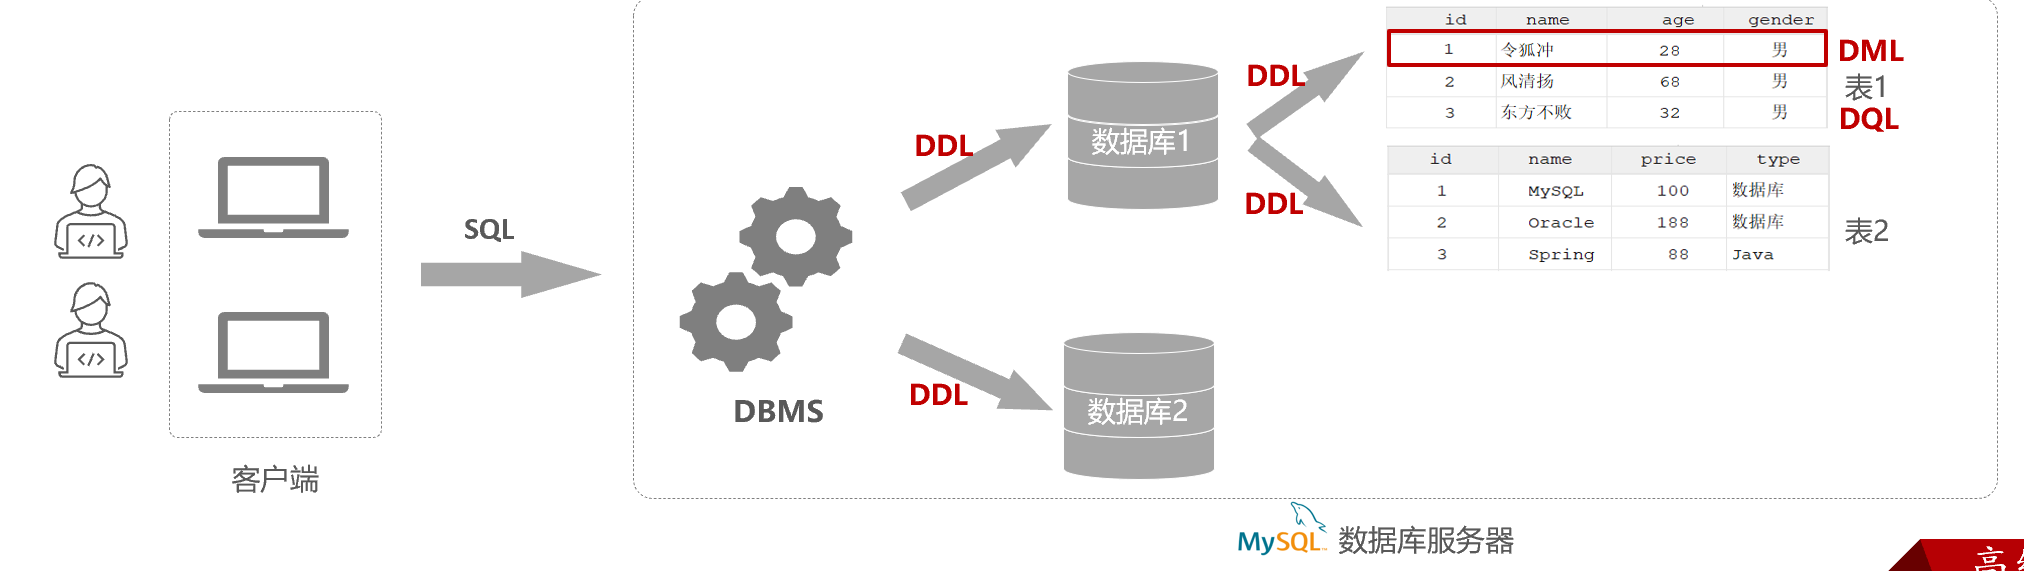 </>
</>
客户端
SQL
DBMS
DDL
DDL
数据库1
数据库2
DDL
DDL
id name age gender
1 令狐冲 28 男
2 风清扬 68 男
3 东方不败 32 男
DML
表1
DQL
id name price type
1 MySQL 100 数据库
2 Oracle 188 数据库
3 Spring 88 Java
表2
MySQL 数据库服务器
高